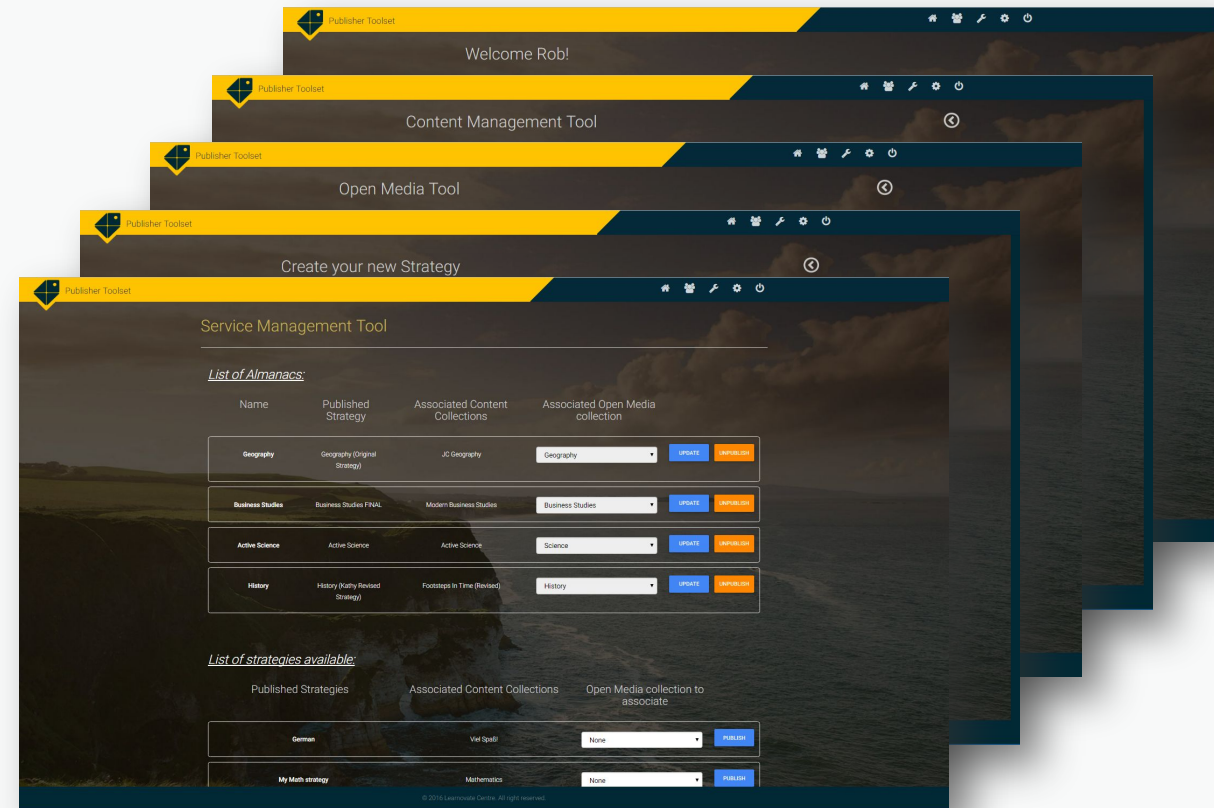 Publisher Toolset
Welcome Rob!
Publisher Toolset
Content Management Tool
Publisher Toolset
Open Media Tool
Publisher Toolset
Create your new Strategy
Publisher Toolset
Service Management Tool
List of Almanacs:
Name Published Strategy Associated Content Collections Associated Open Media collection
Geography Geography (Original Strategy) JC Geography Geography UPDATE UNPUBLISH
Business Studies Business Studies FINAL Modern Business Studies Business Studies UPDATE UNPUBLISH
Active Science Active Science Active Science Science UPDATE UNPUBLISH
History History (Kathy Revised Strategy) Footsteps In Time (Revised) History UPDATE UNPUBLISH
List of strategies available:
Published Strategies Associated Content Collections Open Media collection to associate
German Viel Spaß! None PUBLISH
My Math strategy Mathematics None PUBLISH
© 2016 Learnovate Centre. All right reserved.